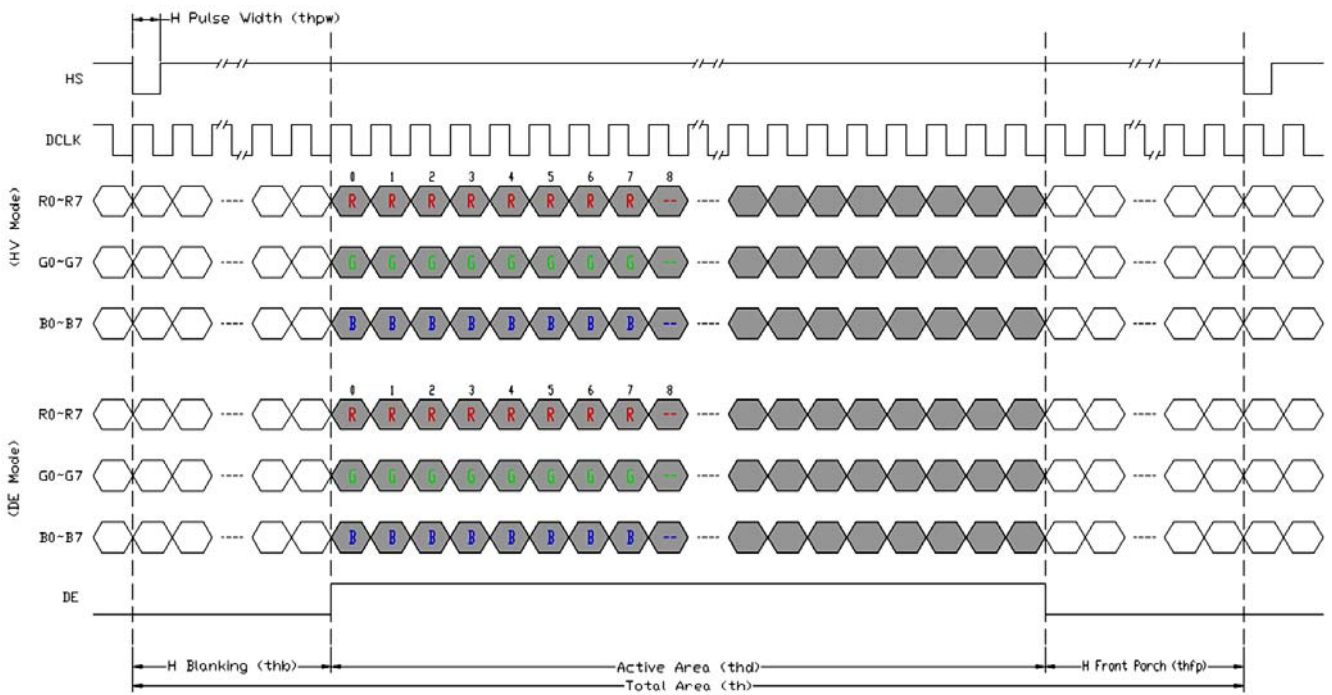 H Pulse Width (thpw)
HS
DCLK
0 1 2 3 4 5 6 7 8
(HV Mode)
R0~R7 R R R R R R R R --
G0~G7 G G G G G G G G --
B0~B7 B B B B B B B B --
0 1 2 3 4 5 6 7 8
(DE Mode)
R0~R7 R R R R R R R R --
G0~G7 G G G G G G G G --
B0~B7 B B B B B B B B --
DE
H Blanking (thb) Active Area (thd) H Front Porch (thfp)
Total Area (th)